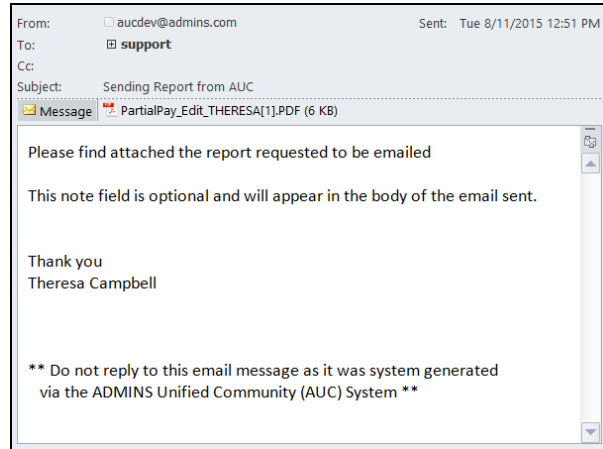 From: aucdev@admins.com Sent: Tue 8/11/2015 12:51 PM
To: support
Cc:
Subject: Sending Report from AUC
Message PartialPay_Edit_THERESA[1].PDF (6 KB)
Please find attached the report requested to be emailed
This note field is optional and will appear in the body of the email sent.
Thank you
Theresa Campbell
** Do not reply to this email message as it was system generated
via the ADMINS Unified Community (AUC) System **